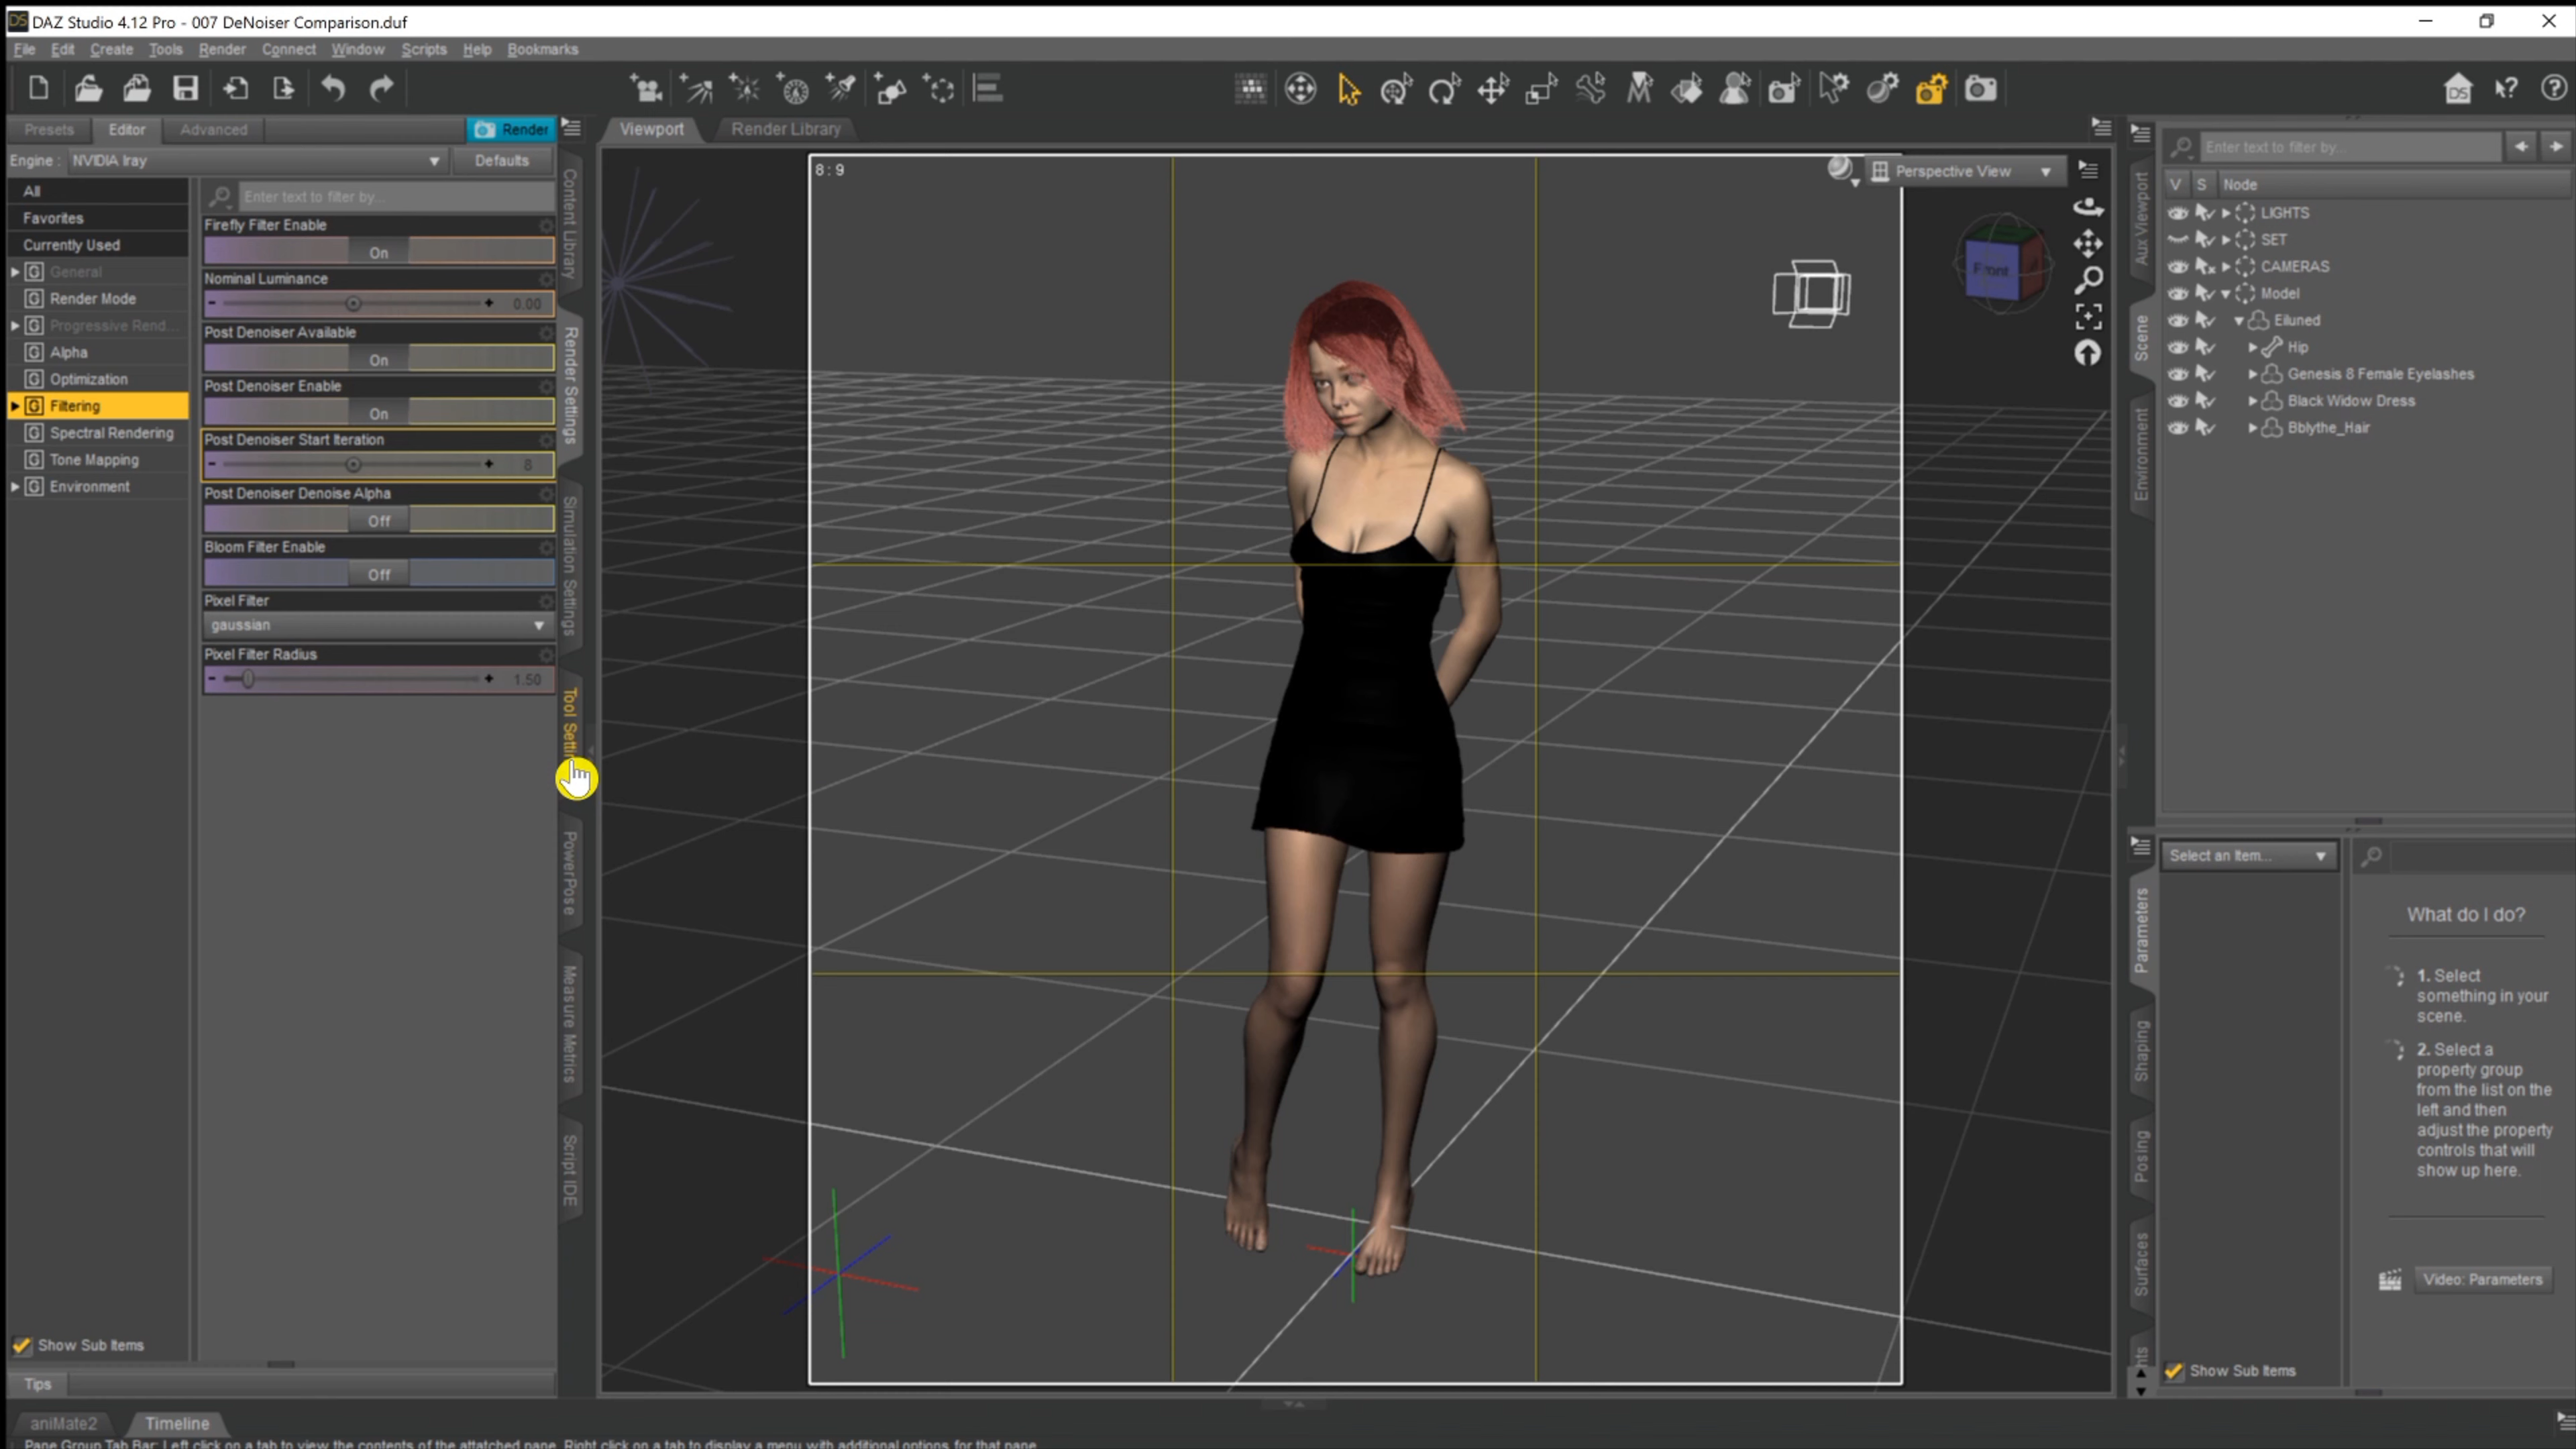 DS DAZ Studio 4.12 Pro - 007 DeNoiser Comparison.duf
File Edit Create Tools Render Connect Window Scripts Help Bookmarks
Presets Editor Advanced Render
Engine : NVIDIA Iray Defaults
All
Favorites
Currently Used
General
Render Mode
Progressive Rend...
Alpha
Optimization
Filtering
Spectral Rendering
Tone Mapping
Environment
Enter text to filter by...
Firefly Filter Enable
On
Nominal Luminance
0.00
Post Denoiser Available
On
Post Denoiser Enable
On
Post Denoiser Start Iteration
8
Post Denoiser Denoise Alpha
Off
Bloom Filter Enable
Off
Pixel Filter
gaussian
Pixel Filter Radius
1.50
Show Sub Items
Tips
Content Library
Render Settings
Simulation Settings
Tool Settin
PowerPose
Measure Metrics
Script IDE
Viewport Render Library
8 : 9
Perspective View
Front
Aux Viewport
Scene
Environment
Enter text to filter by...
V S Node
LIGHTS
SET
CAMERAS
Model
Eiluned
Hip
Genesis 8 Female Eyelashes
Black Widow Dress
Bblythe_Hair
Parameters
Shaping
Posing
Surfaces
hts
Select an Item...
What do I do?
1. Select
something in your
scene.
2. Select a
property group
from the list on the
left and then
adjust the property
controls that will
show up here.
Video: Parameters
Show Sub Items
aniMate2 Timeline
Pane Group Tab Bar: Left click on a tab to view the contents of the attatched pane. Right click on a tab to display a menu with additional options for that pane.